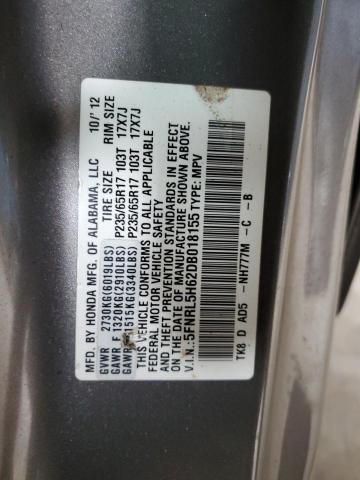 MFD. BY HONDA MFG. OF ALABAMA, LLC 10/'12
TIRE SIZE RIM SIZE
GVWR 2730KG(6019LBS)
GAWR F 1320KG(2910LBS) P235/65R17 103T 17X7J
GAWR 1515KG(3340LBS) P235/65R17 103T 17X7J
THIS VEHICLE CONFORMS TO ALL APPLICABLE
FEDERAL MOTOR VEHICLE SAFETY
AND THEFT PREVENTION STANDARDS IN EFFECT
ON THE DATE OF MANUFACTURE SHOWN ABOVE.
V.I.N.: 5FNRL5H62DB018155 TYPE: MPV
TK8 D AD5 -NH777M -C -B